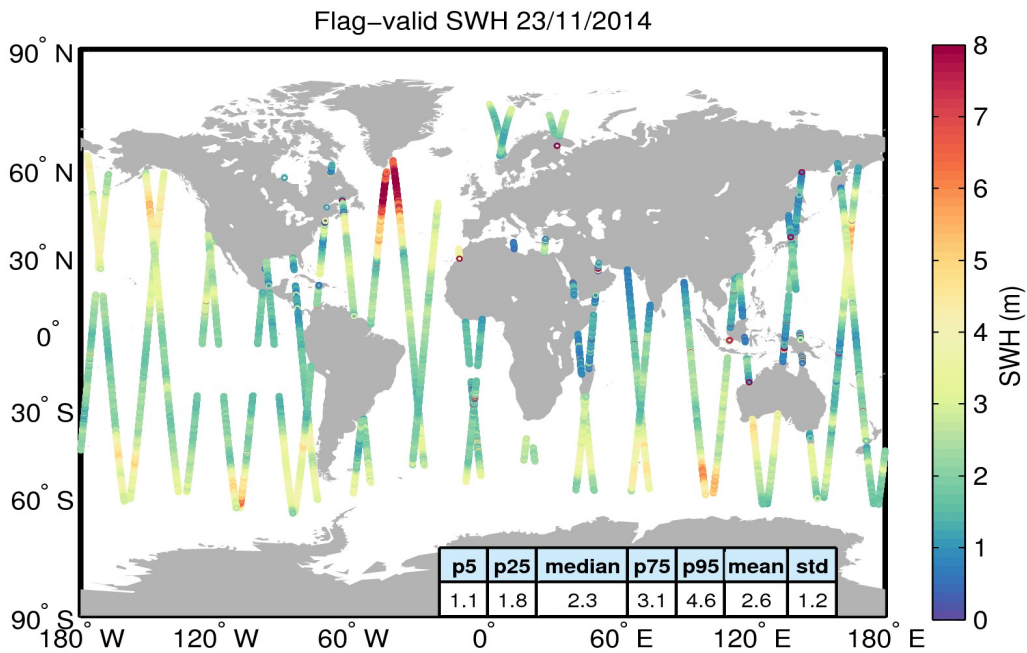 Flag−valid SWH 23/11/2014
90° N
60° N
30° N
0°
30° S
60° S
90° S
180° W
120° W
60° W
0°
60° E
120° E
180° E
p5 p25 median p75 p95 mean std
1.1 1.8 2.3 3.1 4.6 2.6 1.2
8
7
6
5
4
3
2
1
0
SWH (m)